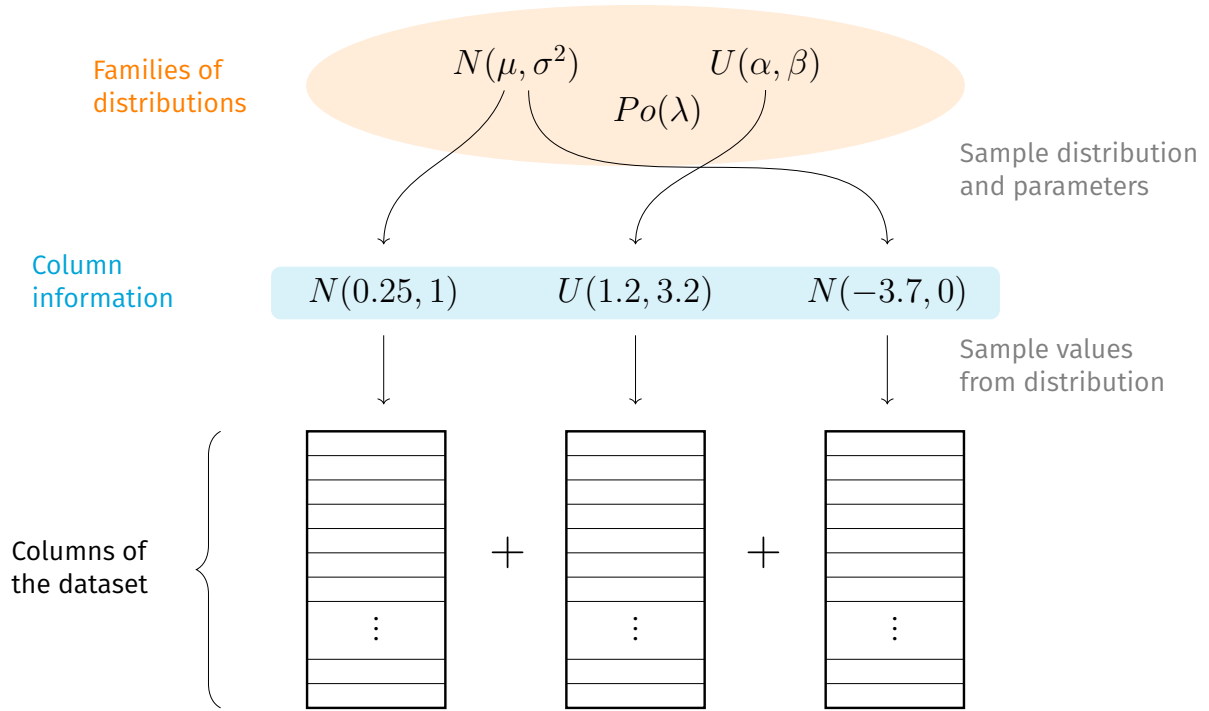 Families of
distributions
N(μ, σ²)
U(α, β)
Po(λ)
Sample distribution
and parameters
Column
information
N(0.25, 1)
U(1.2, 3.2)
N(−3.7, 0)
Sample values
from distribution
Columns of
the dataset
+
+
⋮
⋮
⋮